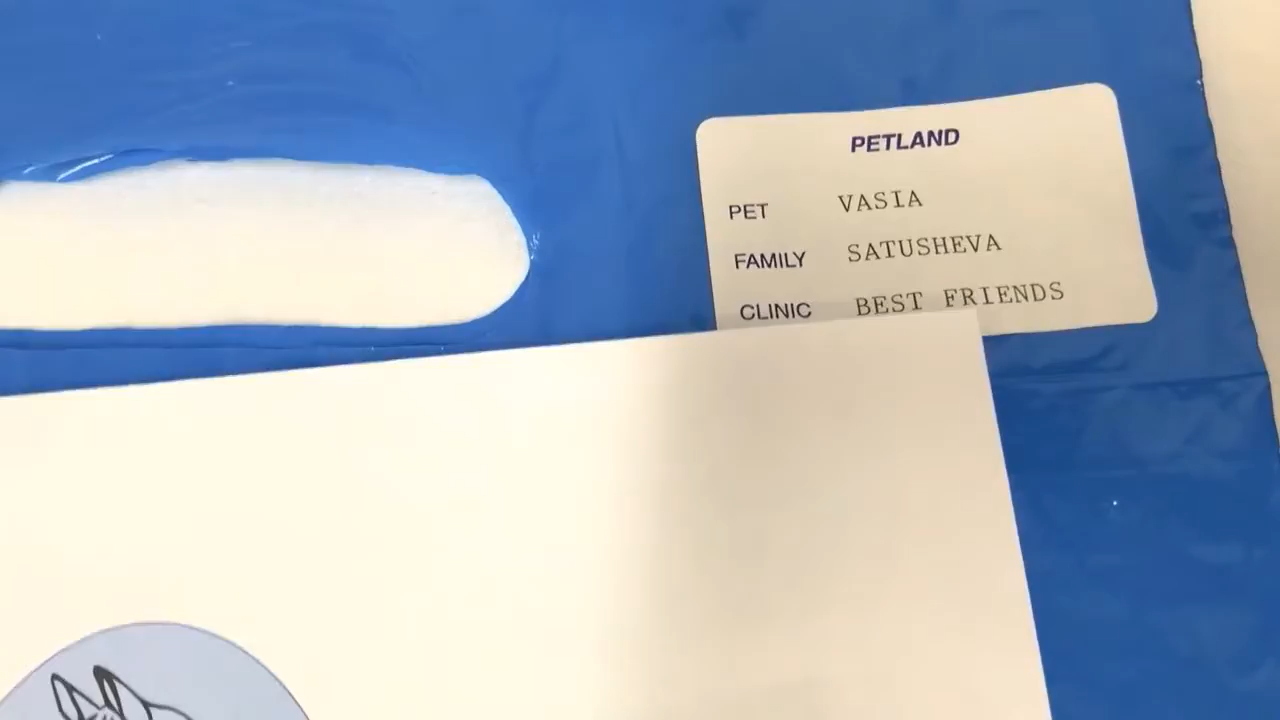 PETLAND
PET VASIA
FAMILY SATUSHEVA
CLINIC BEST FRIENDS